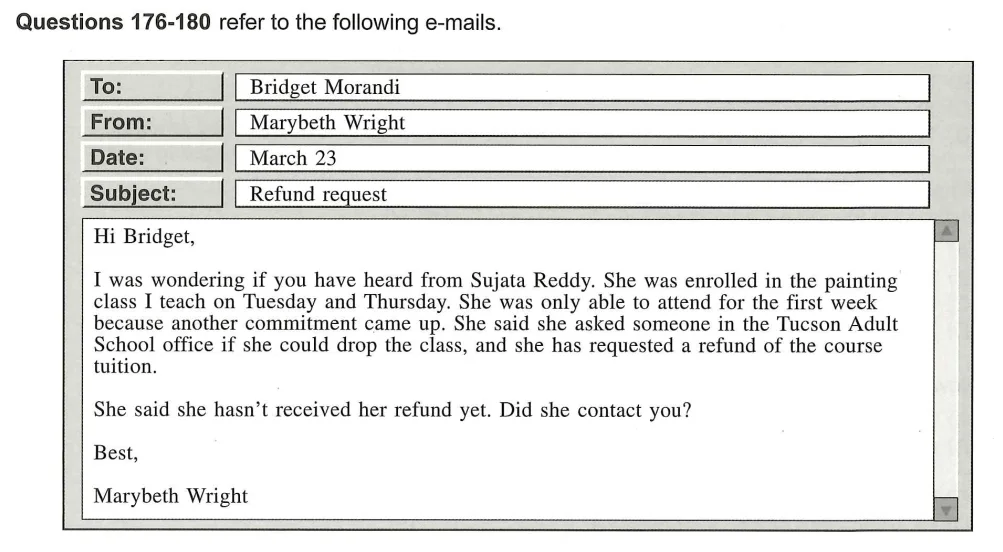 Questions 176-180 refer to the following e-mails.
To: Bridget Morandi
From: Marybeth Wright
Date: March 23
Subject: Refund request
Hi Bridget,
I was wondering if you have heard from Sujata Reddy. She was enrolled in the painting
class I teach on Tuesday and Thursday. She was only able to attend for the first week
because another commitment came up. She said she asked someone in the Tucson Adult
School office if she could drop the class, and she has requested a refund of the course
tuition.
She said she hasn't received her refund yet. Did she contact you?
Best,
Marybeth Wright